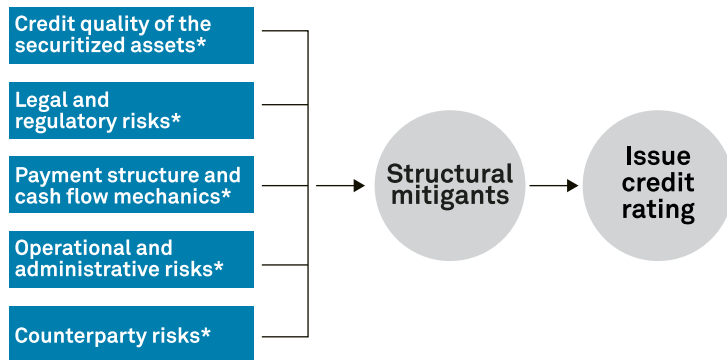 Credit quality of the
securitized assets*
Legal and
regulatory risks*
Payment structure and
cash flow mechanics*
Operational and
administrative risks*
Counterparty risks*
Structural
mitigants
Issue
credit
rating